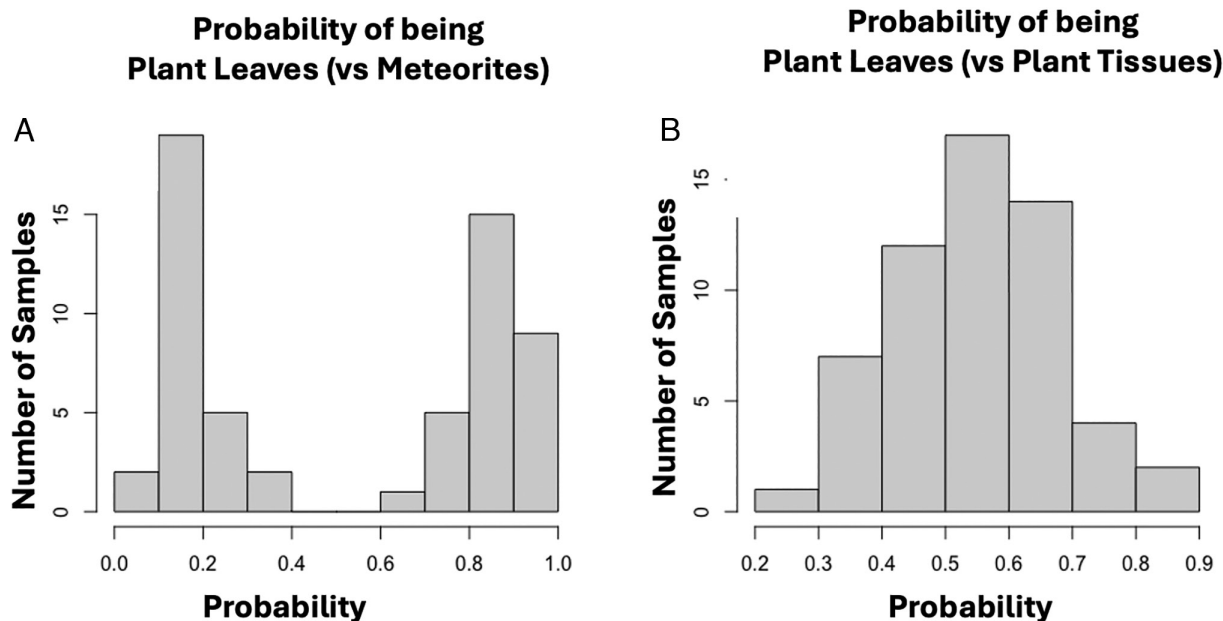 Probability of being
Plant Leaves (vs Meteorites)
A
Number of Samples
15
10
5
0
0.0 0.2 0.4 0.6 0.8 1.0
Probability
Probability of being
Plant Leaves (vs Plant Tissues)
B
Number of Samples
15
10
5
0
0.2 0.3 0.4 0.5 0.6 0.7 0.8 0.9
Probability